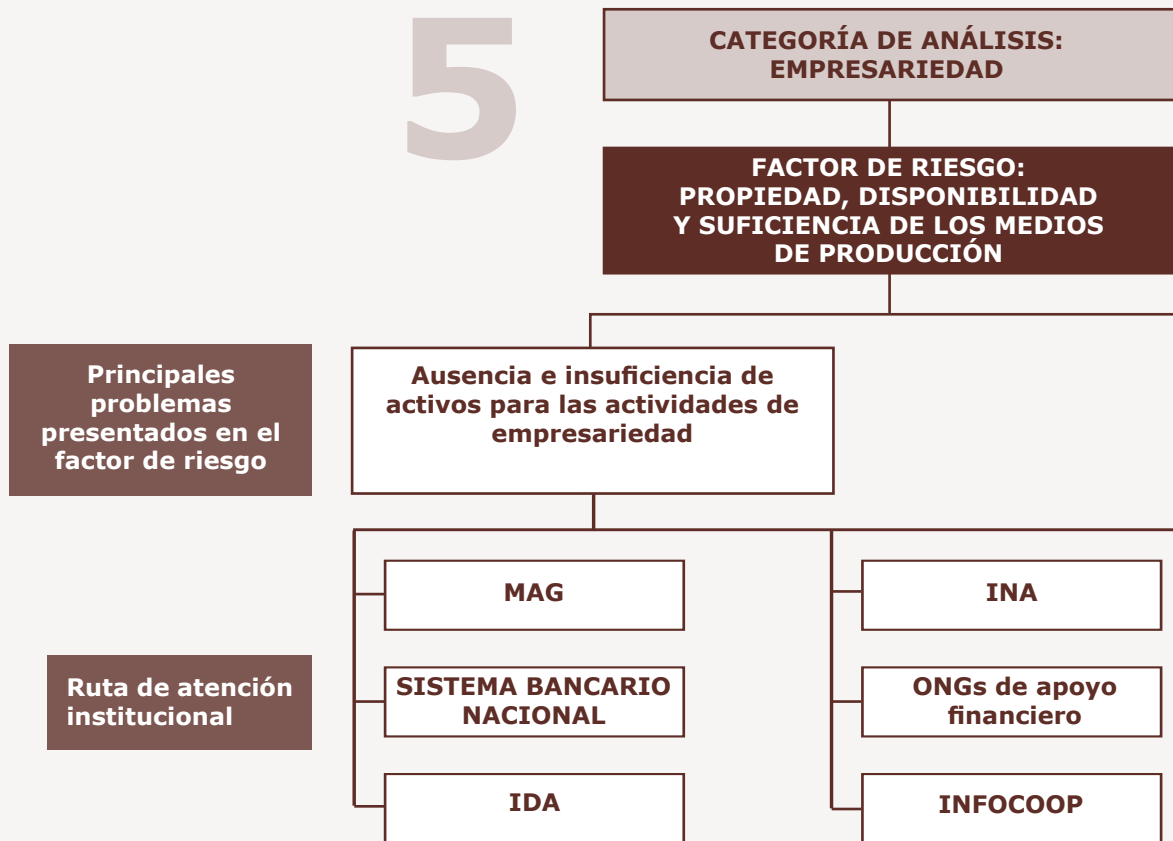 5
CATEGORÍA DE ANÁLISIS:
EMPRESARIEDAD
FACTOR DE RIESGO:
PROPIEDAD, DISPONIBILIDAD
Y SUFICIENCIA DE LOS MEDIOS
DE PRODUCCIÓN
Principales
problemas
presentados en el
factor de riesgo
Ausencia e insuficiencia de
activos para las actividades de
empresariedad
Ruta de atención
institucional
MAG
SISTEMA BANCARIO
NACIONAL
IDA
INA
ONGs de apoyo
financiero
INFOCOOP